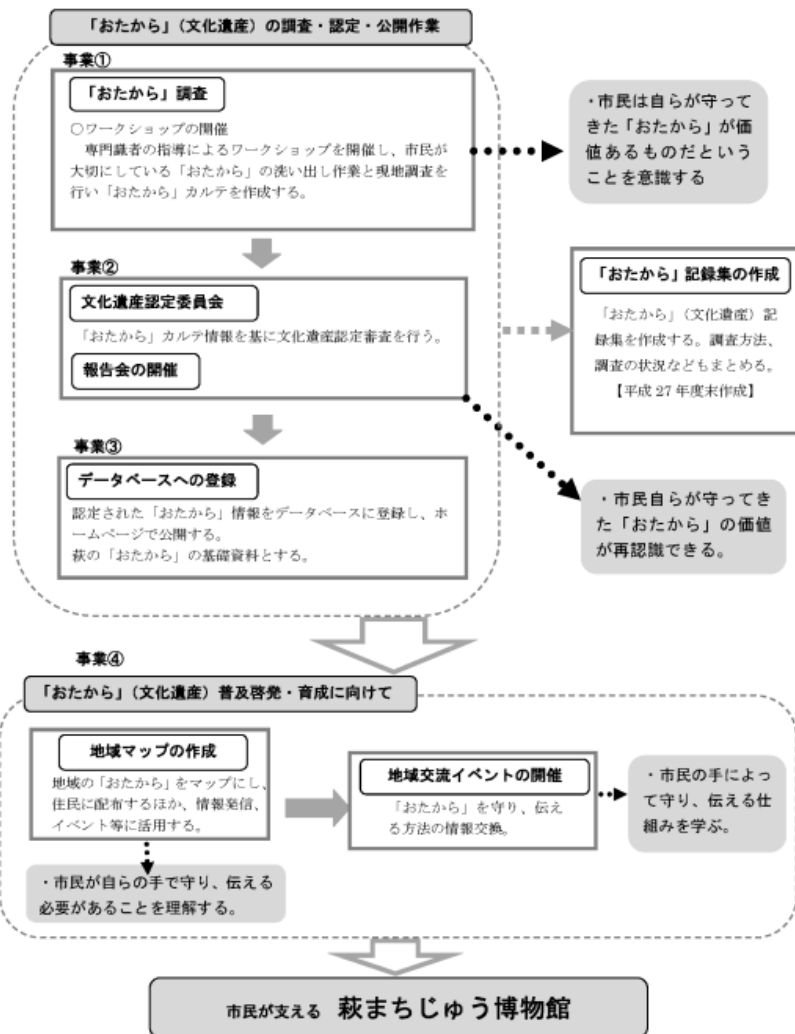 「おたから」（文化遺産）の調査・認定・公開作業
事業①
「おたから」調査
○ワークショップの開催
専門識者の指導によるワークショップを開催し、市民が
大切にしている「おたから」の洗い出し作業と現地調査を
行い「おたから」カルテを作成する。
・市民は自らが守って
きた「おたから」が価
値あるものだという
ことを意識する
事業②
文化遺産認定委員会
「おたから」カルテ情報を基に文化遺産認定審査を行う。
報告会の開催
「おたから」記録集の作成
「おたから」（文化遺産）記
録集を作成する。調査方法、
調査の状況などもまとめる。
【平成 27 年度末作成】
事業③
データベースへの登録
認定された「おたから」情報をデータベースに登録し、ホ
ームページで公開する。
萩の「おたから」の基礎資料とする。
・市民自らが守ってき
た「おたから」の価値
が再認識できる。
事業④
「おたから」（文化遺産）普及啓発・育成に向けて
地域マップの作成
地域の「おたから」をマップにし、
住民に配布するほか、情報発信、
イベント等に活用する。
地域交流イベントの開催
「おたから」を守り、伝え
る方法の情報交換。
・市民の手によっ
て守り、伝える仕
組みを学ぶ。
・市民が自らの手で守り、伝える
必要があることを理解する。
市民が支える 萩まちじゅう博物館